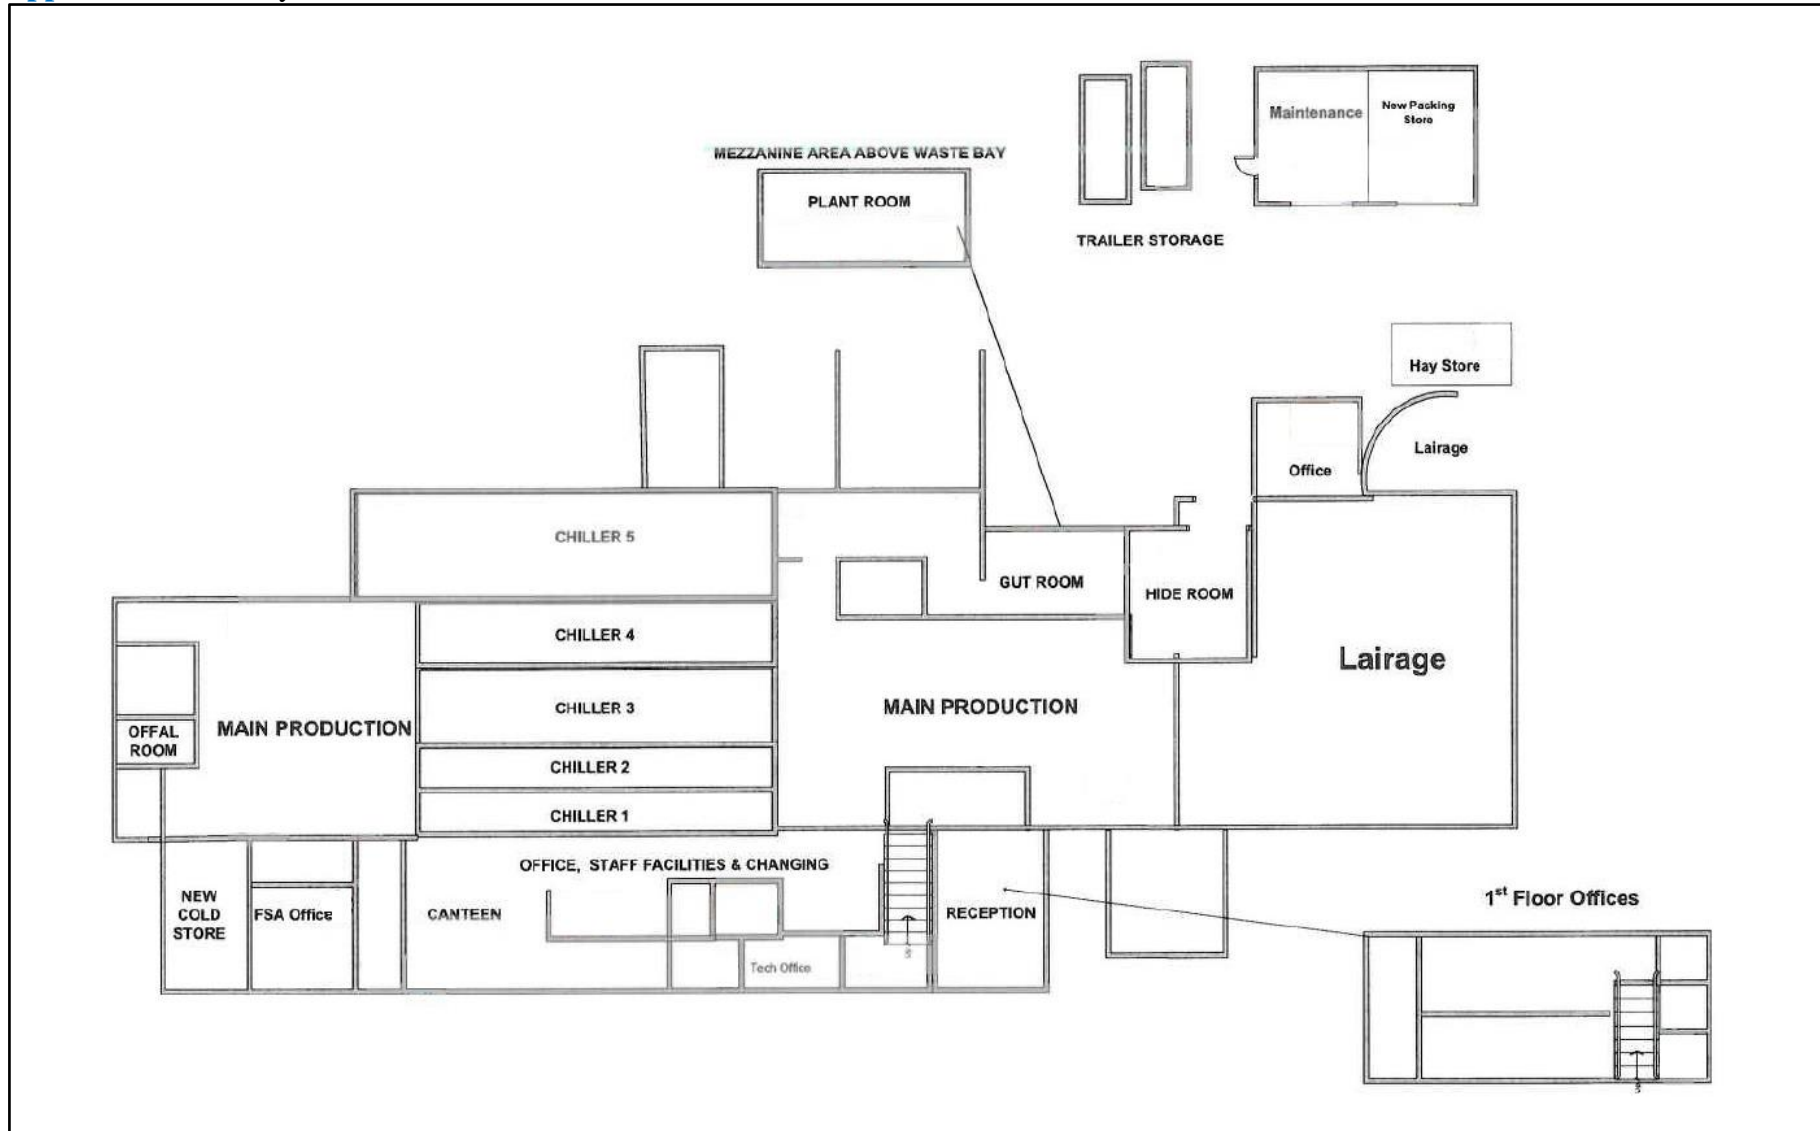 Maintenance
New Packing
Store
MEZZANINE AREA ABOVE WASTE BAY
PLANT ROOM
TRAILER STORAGE
Hay Store
Lairage
Office
CHILLER 5
GUT ROOM
HIDE ROOM
CHILLER 4
Lairage
CHILLER 3
MAIN PRODUCTION
MAIN PRODUCTION
OFFAL
ROOM
CHILLER 2
CHILLER 1
OFFICE, STAFF FACILITIES & CHANGING
NEW
COLD
STORE
FSA Office
CANTEEN
RECEPTION
Tech Office
1st Floor Offices